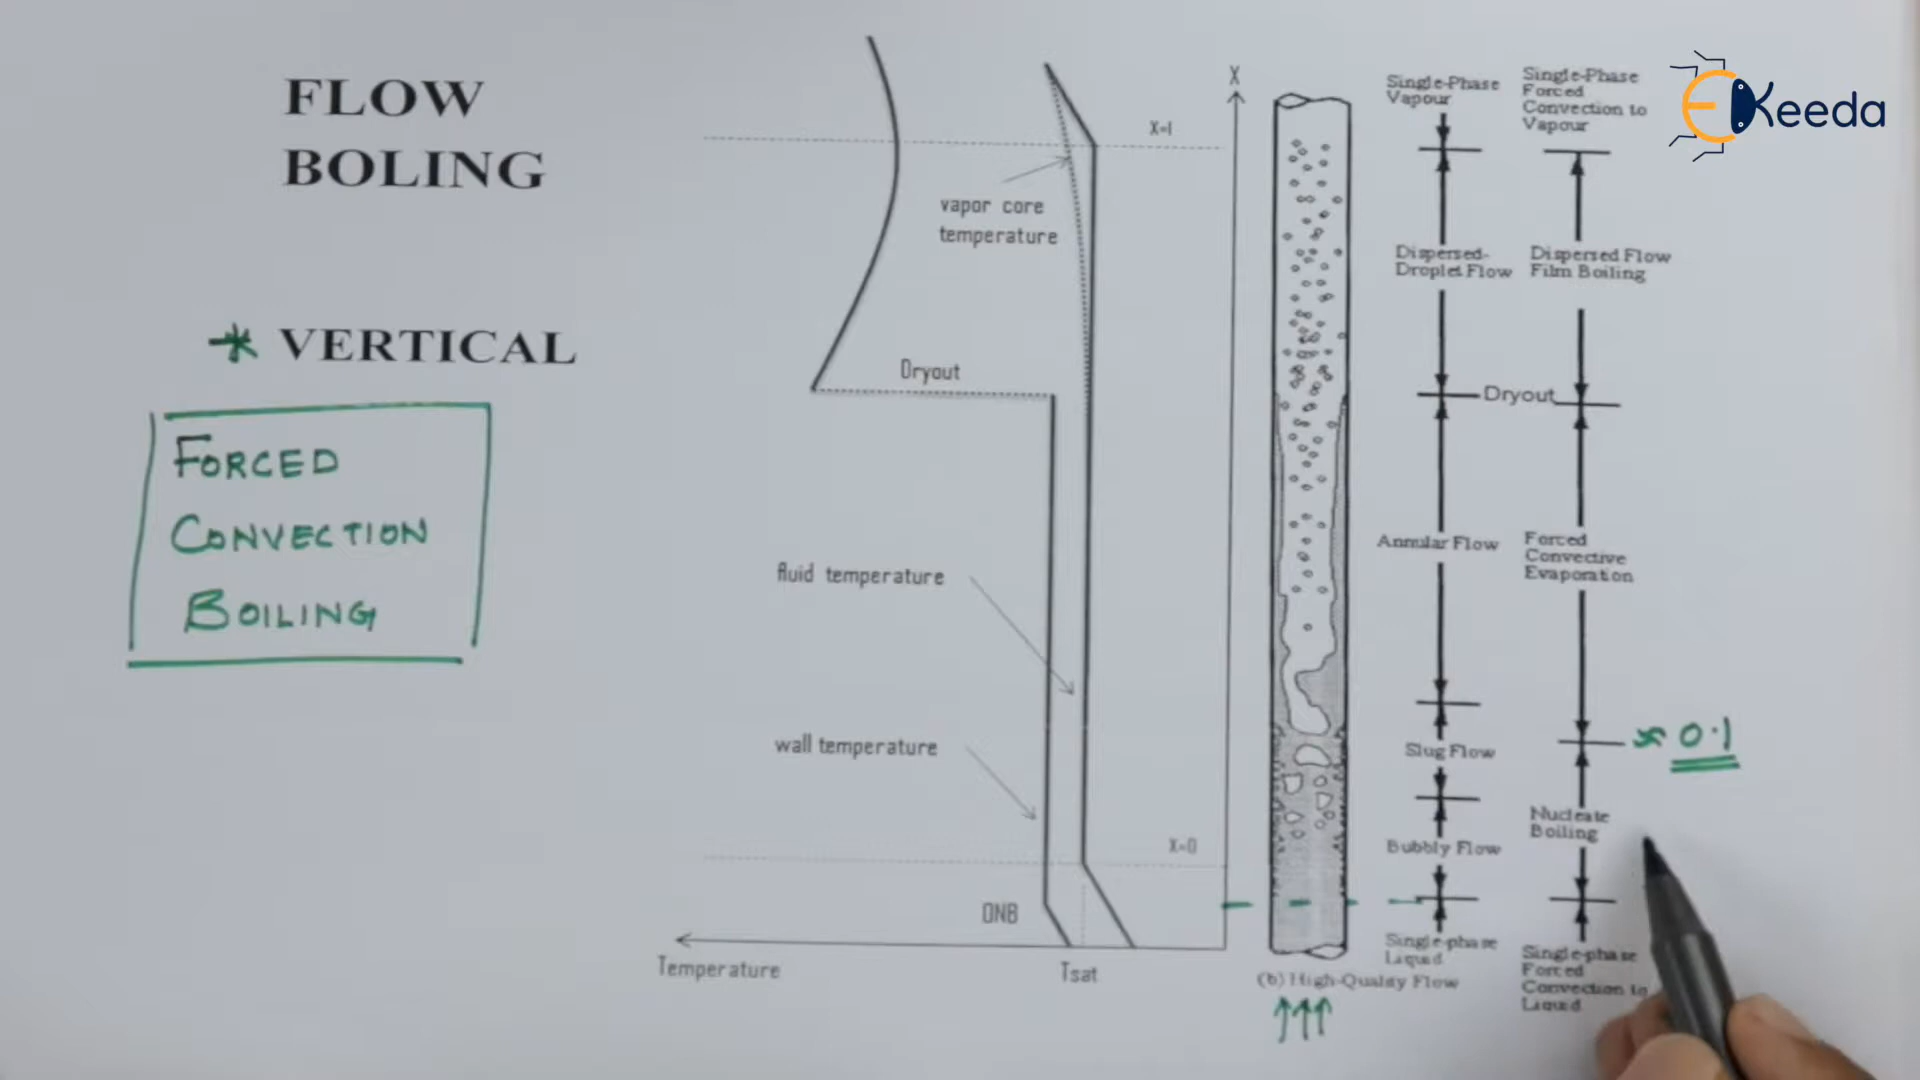 FLOW
BOLING
VERTICAL
FORCED
CONVECTION
BOILING
X=1
vapor core
temperature
Dryout
fluid temperature
wall temperature
X=0
ONB
Temperature
Tsat
X
(b) High-Quality Flow
Single-Phase
Vapour
Dispersed-
Droplet Flow
Dryout
Annular Flow
Slug Flow
Bubbly Flow
Single-phase
Liquid
Single-Phase
Forced
Convection to
Vapour
Dispersed Flow
Film Boiling
Forced
Convective
Evaporation
≈ 0.1
Nucleate
Boiling
Single-phase
Forced
Convection to
Liquid
EKeeda